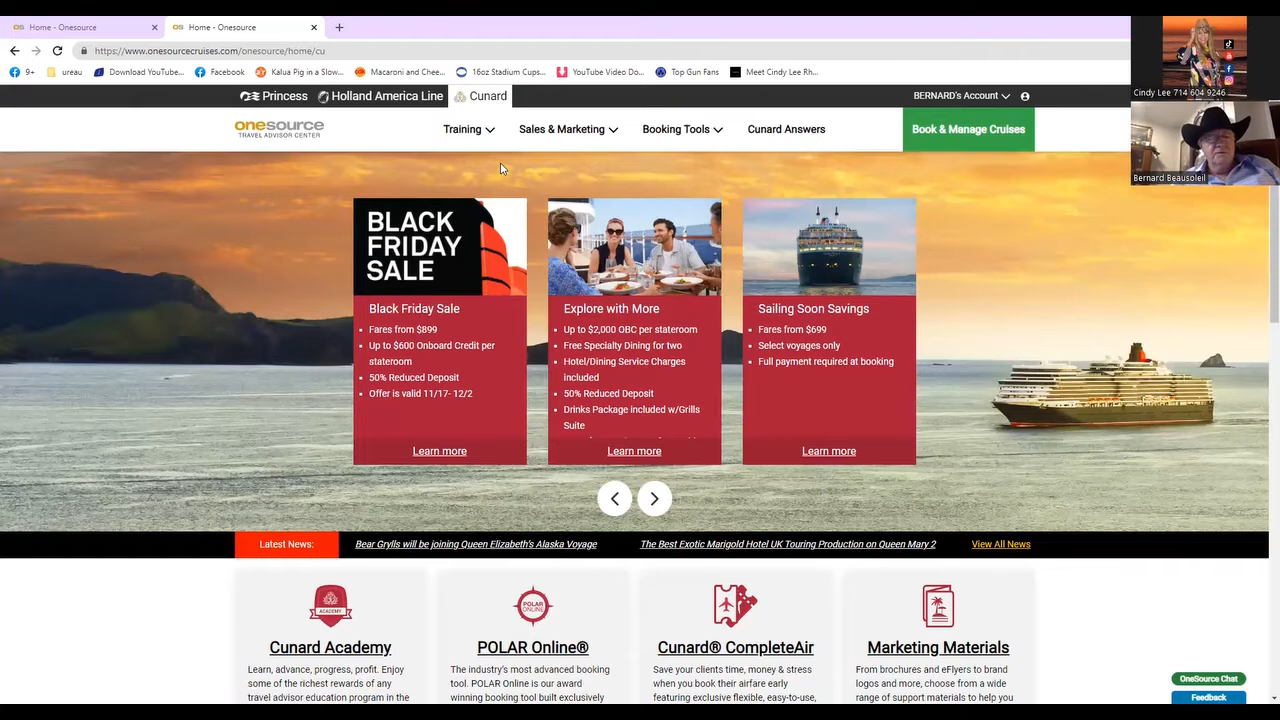 Home - Onesource
Home - Onesource
https://www.onesourcecruises.com/onesource/home/cu
9+
ureau
Download YouTube...
Facebook
Kalua Pig in a Slow...
Macaroni and Chee...
16oz Stadium Cups...
YouTube Video Do...
Top Gun Fans
Meet Cindy Lee Rh...
Cindy Lee 714 604 9246
Princess
Holland America Line
Cunard
BERNARD's Account
onesource
TRAVEL ADVISOR CENTER
Training
Sales & Marketing
Booking Tools
Cunard Answers
Book & Manage Cruises
Bernard Beausoleil
BLACK
FRIDAY
SALE
Black Friday Sale
Fares from $899
Up to $600 Onboard Credit per
stateroom
50% Reduced Deposit
Offer is valid 11/17- 12/2
Learn more
Explore with More
Up to $2,000 OBC per stateroom
Free Specialty Dining for two
Hotel/Dining Service Charges
included
50% Reduced Deposit
Drinks Package included w/Grills
Suite
Learn more
Sailing Soon Savings
Fares from $699
Select voyages only
Full payment required at booking
Learn more
Latest News:
Bear Grylls will be joining Queen Elizabeth's Alaska Voyage
The Best Exotic Marigold Hotel UK Touring Production on Queen Mary 2
View All News
ACADEMY
Cunard Academy
Learn, advance, progress, profit. Enjoy
some of the richest rewards of any
travel advisor education program in the
POLAR
ONLINE
POLAR Online®
The industry's most advanced booking
tool. POLAR Online is our award
winning booking tool built exclusively
Cunard® CompleteAir
Save your clients time, money & stress
when you book their airfare early
featuring exclusive flexible, easy-to-use,
Marketing Materials
From brochures and eFlyers to brand
logos and more, choose from a wide
range of support materials to help you
OneSource Chat
Feedback